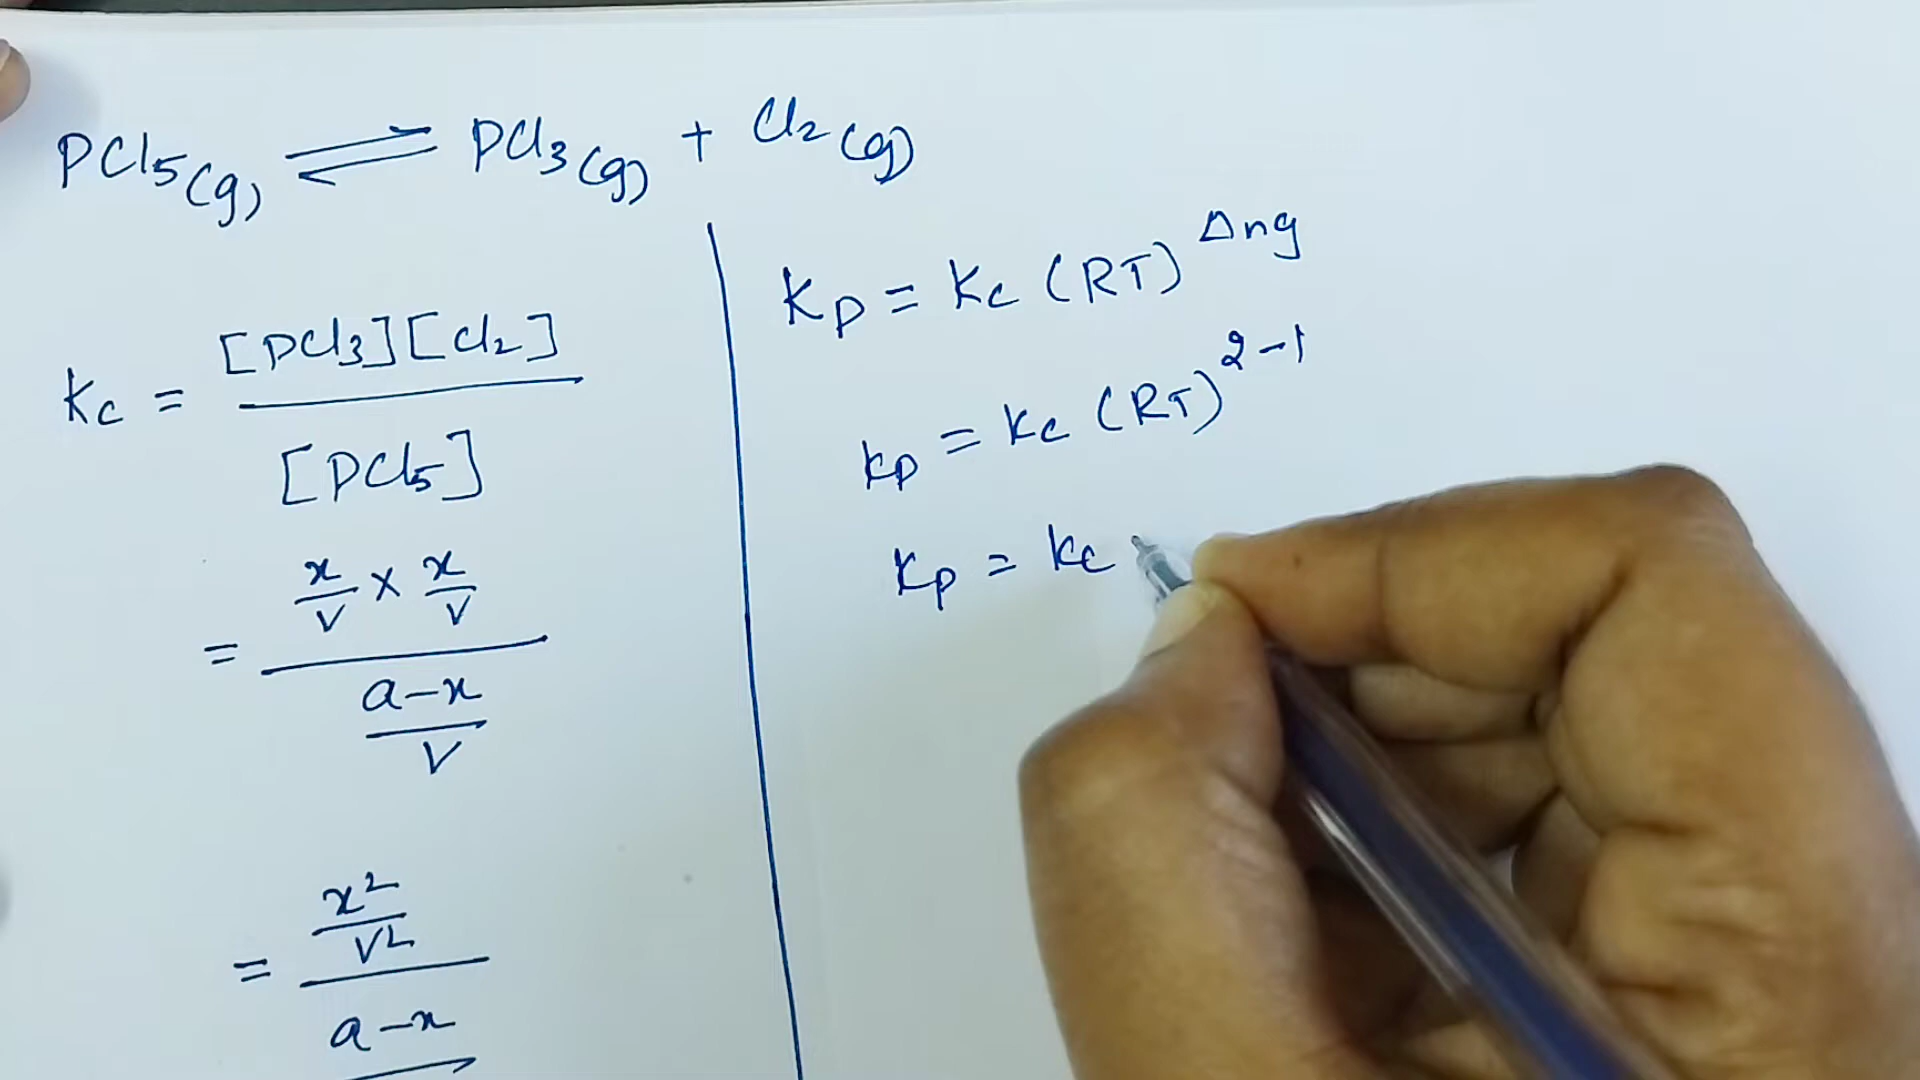 PCl5(g) ⇌ PCl3(g) + Cl2(g)
Kc = [PCl3][Cl2] / [PCl5]
= x/V × x/V / a-x/V
= x²/V² / a-x
Kp = Kc (RT)^Δng
Kp = Kc (RT)^2-1
Kp = Kc